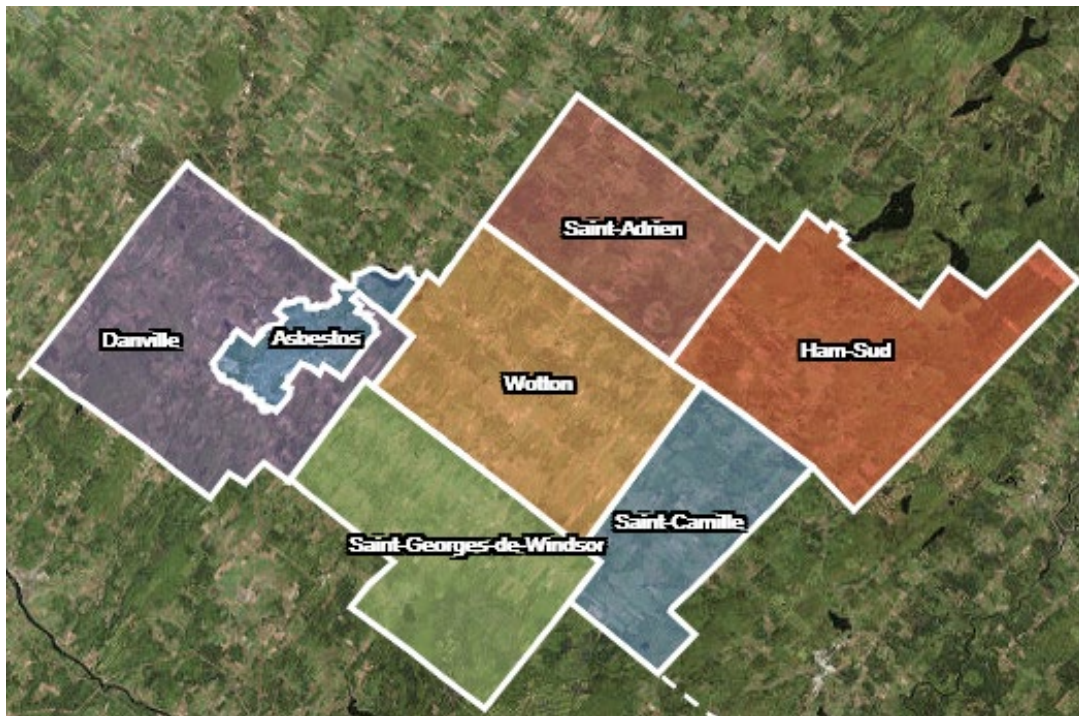 Saint-Adrien
Danville
Asbestos
Ham-Sud
Wotton
Saint-Camille
Saint-Georges-de-Windsor